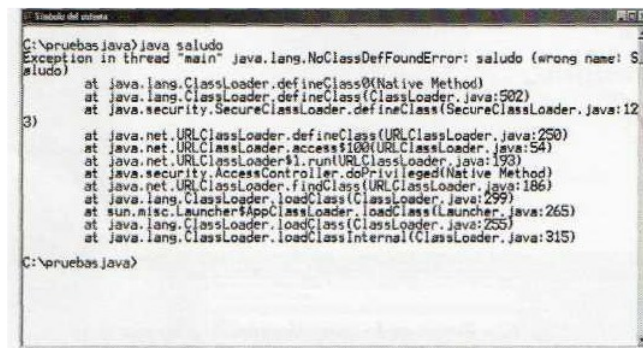 Símbolo del sistema
C:\pruebasjava>java saludo
Exception in thread "main" java.lang.NoClassDefFoundError: saludo (wrong name: S
aludo)
at java.lang.ClassLoader.defineClass0(Native Method)
at java.lang.ClassLoader.defineClass(ClassLoader.java:502)
at java.security.SecureClassLoader.defineClass(SecureClassLoader.java:12
3)
at java.net.URLClassLoader.defineClass(URLClassLoader.java:250)
at java.net.URLClassLoader.access$100(URLClassLoader.java:54)
at java.net.URLClassLoader$1.run(URLClassLoader.java:193)
at java.security.AccessController.doPrivileged(Native Method)
at java.net.URLClassLoader.findClass(URLClassLoader.java:186)
at java.lang.ClassLoader.loadClass(ClassLoader.java:299)
at sun.misc.Launcher$AppClassLoader.loadClass(Launcher.java:265)
at java.lang.ClassLoader.loadClass(ClassLoader.java:255)
at java.lang.ClassLoader.loadClassInternal(ClassLoader.java:315)
C:\pruebasjava>